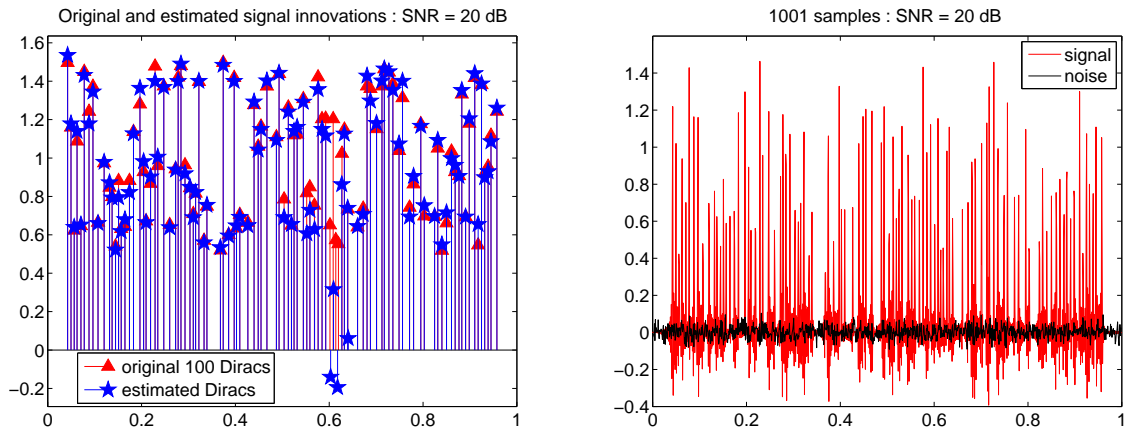 Original and estimated signal innovations : SNR = 20 dB
1.6
1.4
1.2
1
0.8
0.6
0.4
0.2
0
−0.2
original 100 Diracs
estimated Diracs
0 0.2 0.4 0.6 0.8 1
1001 samples : SNR = 20 dB
signal
noise
1.4
1.2
1
0.8
0.6
0.4
0.2
0
−0.2
−0.4
0 0.2 0.4 0.6 0.8 1